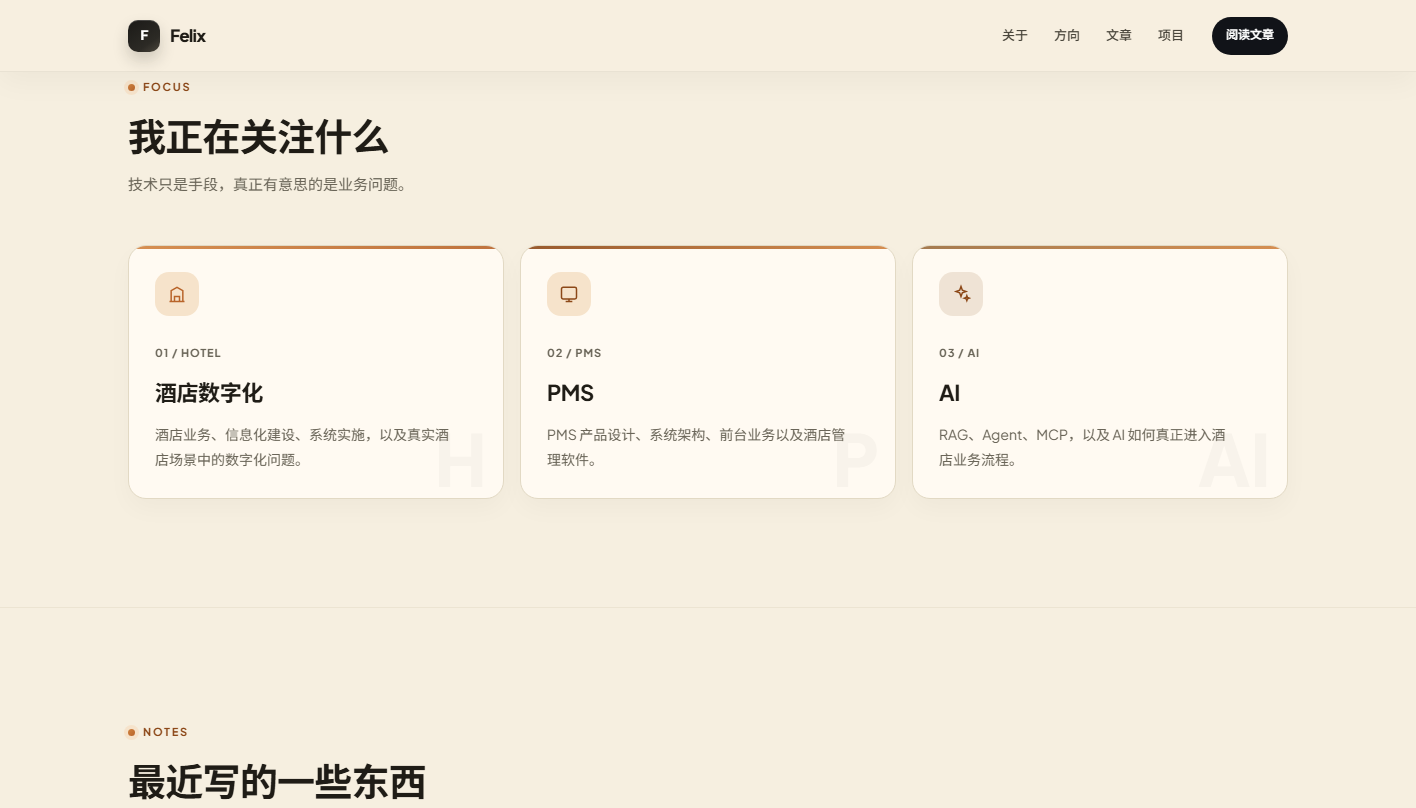 F
Felix
关于
方向
文章
项目
阅读文章
FOCUS
我正在关注什么
技术只是手段，真正有意思的是业务问题。
01 / HOTEL
酒店数字化
酒店业务、信息化建设、系统实施，以及真实酒
店场景中的数字化问题。
H
02 / PMS
PMS
PMS 产品设计、系统架构、前台业务以及酒店管
理软件。
P
03 / AI
AI
RAG、Agent、MCP，以及 AI 如何真正进入酒
店业务流程。
AI
NOTES
最近写的一些东西